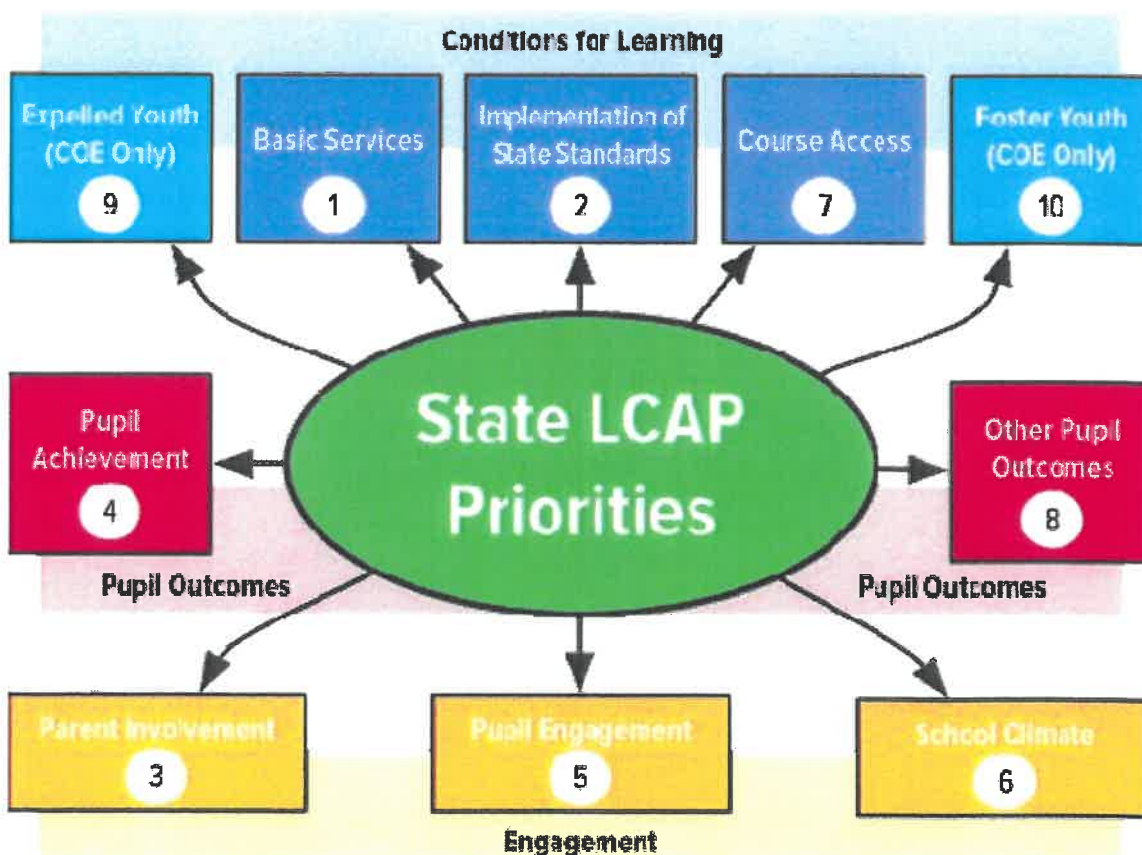 Conditions for Learning
Expelled Youth
(COE Only)
9
Basic Services
1
Implementation of
State Standards
2
Course Access
7
Foster Youth
(COE Only)
10
State LCAP
Priorities
Pupil
Achievement
4
Other Pupil
Outcomes
8
Pupil Outcomes
Pupil Outcomes
Parent Involvement
3
Pupil Engagement
5
School Climate
6
Engagement